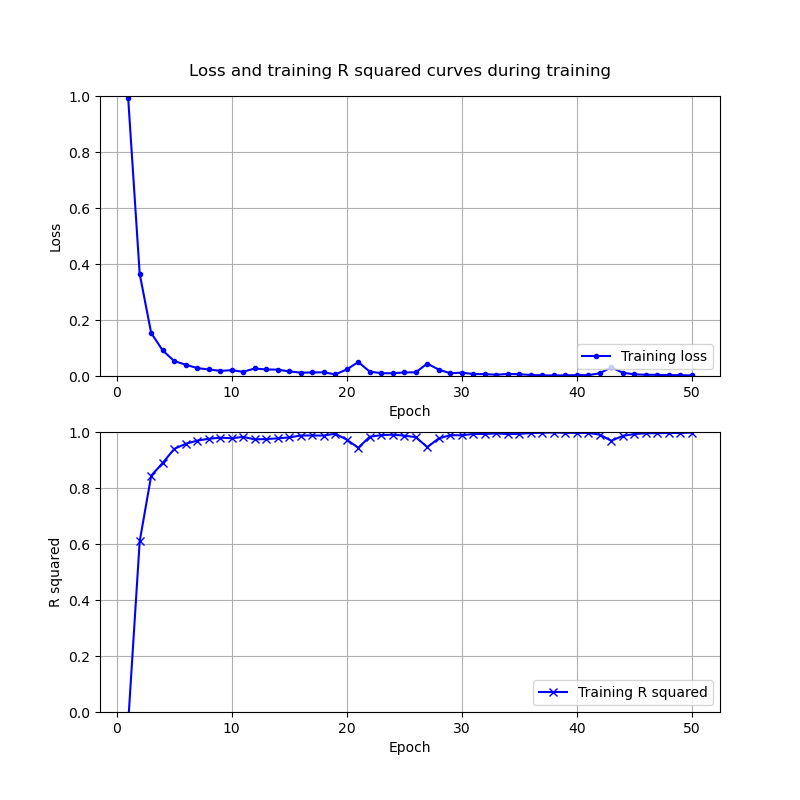 Loss and training R squared curves during training
1.0
0.8
0.6
0.4
0.2
0.0
Loss
Training loss
0 10 20 30 40 50
Epoch
1.0
0.8
0.6
0.4
0.2
0.0
R squared
Training R squared
0 10 20 30 40 50
Epoch